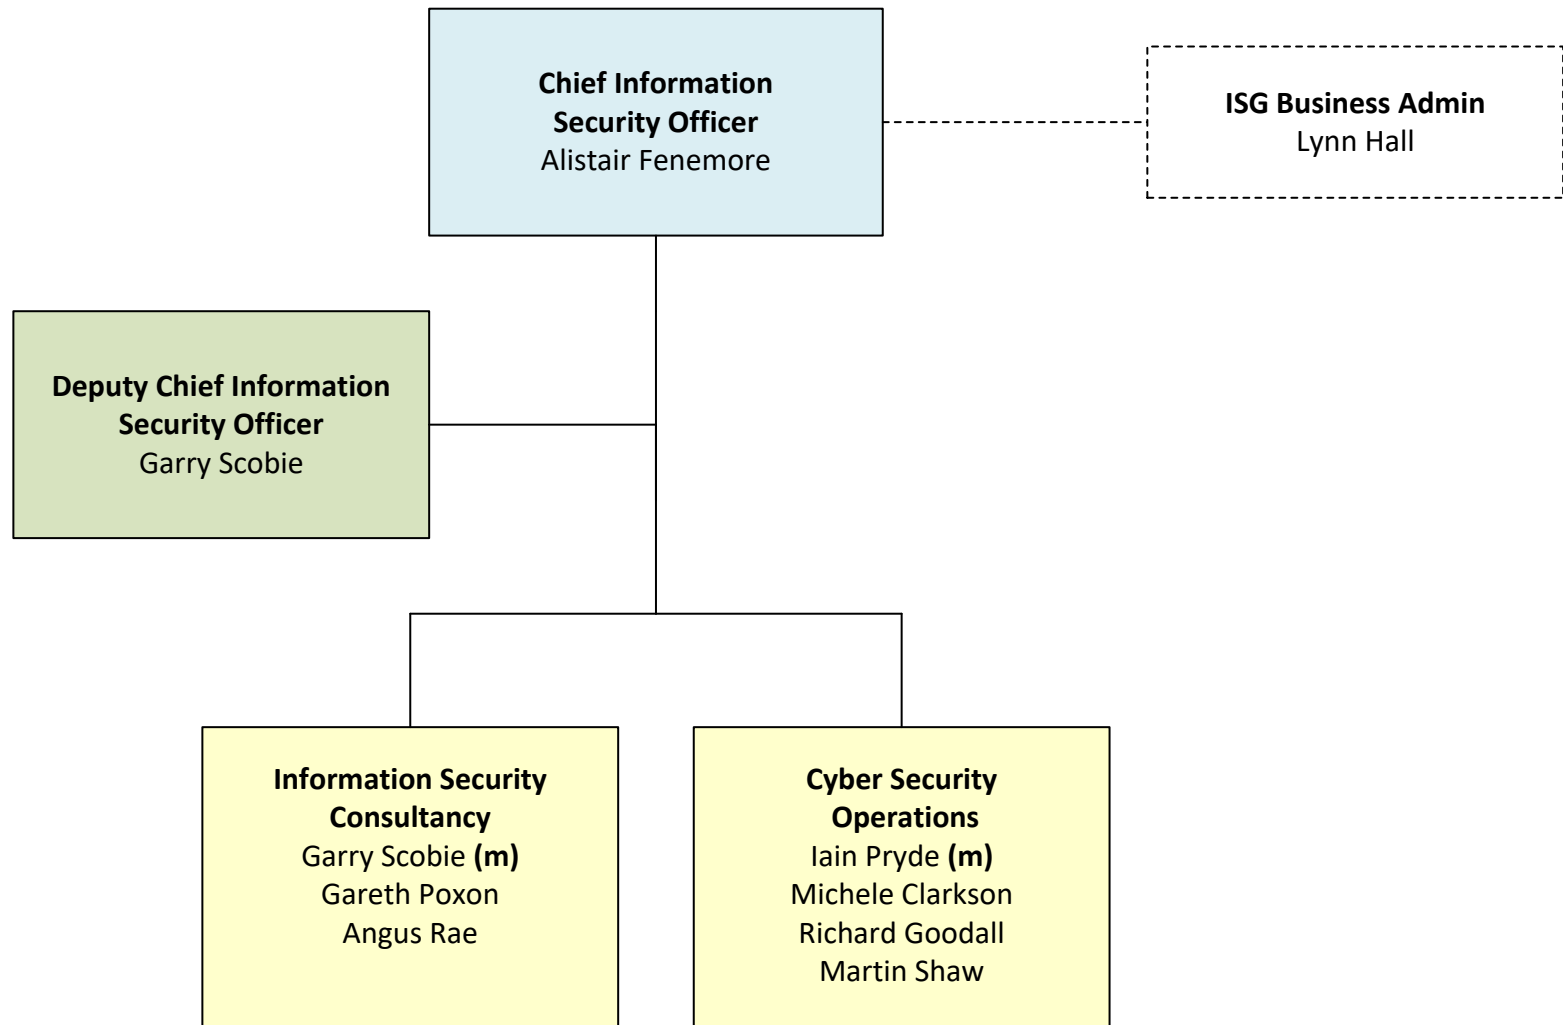 Chief Information
Security Officer
Alistair Fenemore
ISG Business Admin
Lynn Hall
Deputy Chief Information
Security Officer
Garry Scobie
Information Security
Consultancy
Garry Scobie (m)
Gareth Poxon
Angus Rae
Cyber Security
Operations
Iain Pryde (m)
Michele Clarkson
Richard Goodall
Martin Shaw